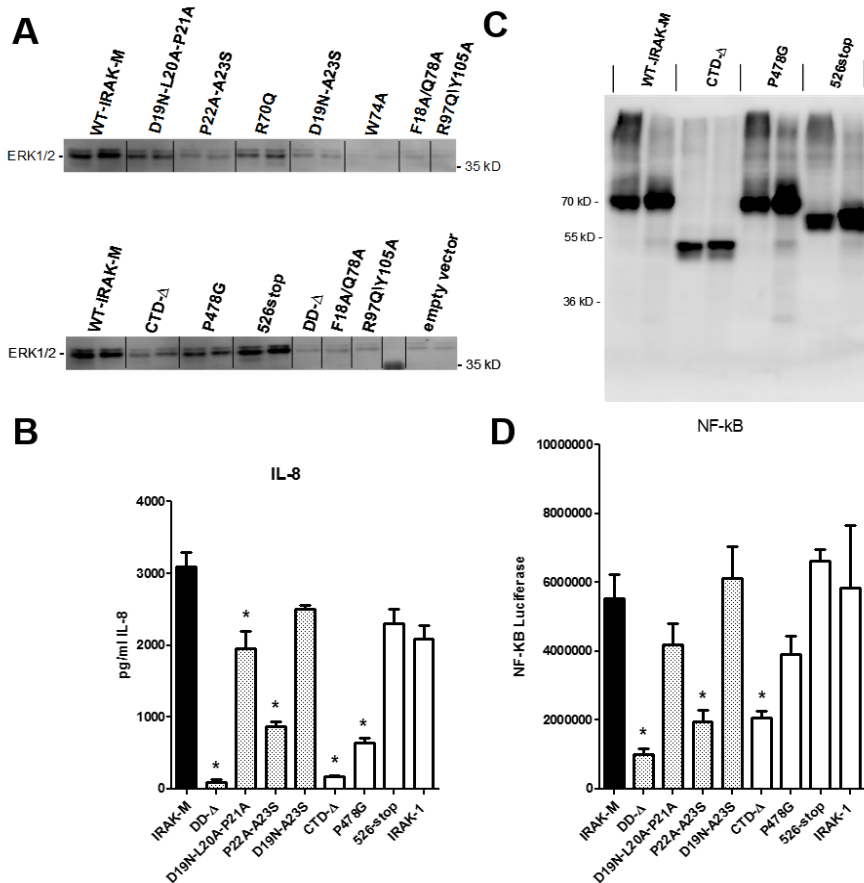 A
WT-IRAK-M
D19N-L20A-P21A
P22A-A23S
R70Q
D19N-A23S
W74A
F18A/Q78A
R97Q\Y105A
ERK1/2 -
- 35 kD
WT-IRAK-M
CTD-Δ
P478G
526stop
DD-Δ
F18A/Q78A
R97Q\Y105A
empty vector
ERK1/2 -
- 35 kD
C
WT-IRAK-M
CTD-Δ
P478G
526stop
70 kD -
55 kD -
36 kD -
B
IL-8
pg/ml IL-8
4000
3000
2000
1000
0
*
*
*
*
*
IRAK-M
DD-Δ
D19N-L20A-P21A
P22A-A23S
D19N-A23S
CTD-Δ
P478G
526-stop
IRAK-1
D
NF-kB
NF-KB Luciferase
10000000
8000000
6000000
4000000
2000000
0
*
*
*
IRAK-M
DD-Δ
D19N-L20A-P21A
P22A-A23S
D19N-A23S
CTD-Δ
P478G
526-stop
IRAK-1